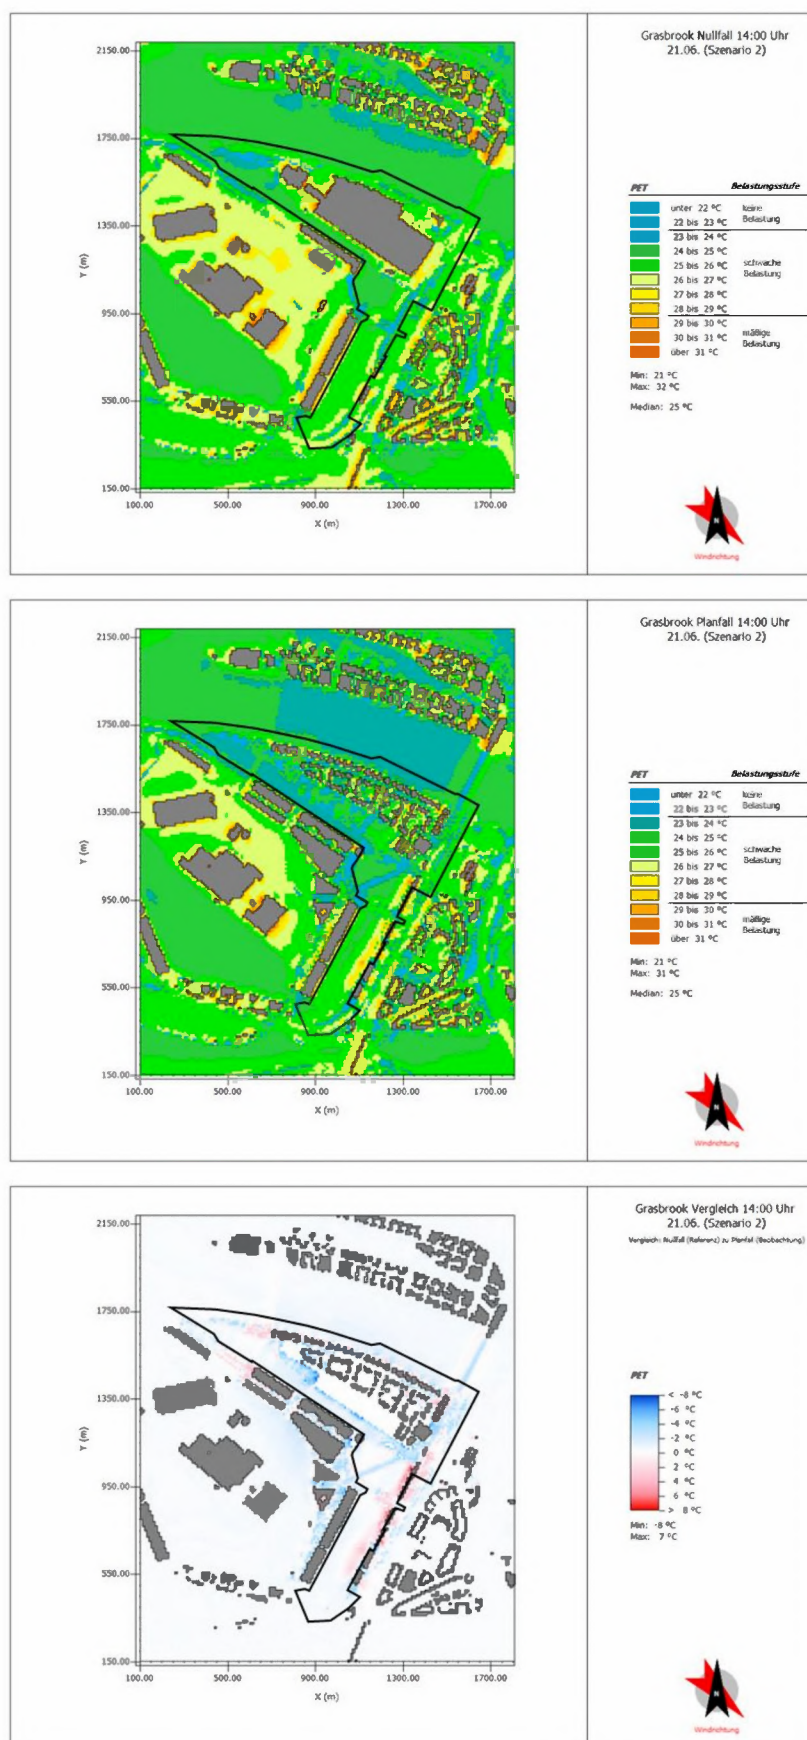 Grasbrook Nullfall 14:00 Uhr
21.06. (Szenario 2)
PET Belastungsstufe
unter 22 °C keine Belastung
22 bis 23 °C
23 bis 24 °C
24 bis 25 °C schwache Belastung
25 bis 26 °C
26 bis 27 °C
27 bis 28 °C
28 bis 29 °C
29 bis 30 °C mäßige Belastung
30 bis 31 °C
über 31 °C
Min: 21 °C
Max: 32 °C
Median: 25 °C
N
Windrichtung
2150.00
1750.00
1350.00
950.00
550.00
150.00
Y (m)
100.00 500.00 900.00 1300.00 1700.00
X (m)
Grasbrook Planfall 14:00 Uhr
21.06. (Szenario 2)
PET Belastungsstufe
unter 22 °C keine Belastung
22 bis 23 °C
23 bis 24 °C
24 bis 25 °C schwache Belastung
25 bis 26 °C
26 bis 27 °C
27 bis 28 °C
28 bis 29 °C
29 bis 30 °C mäßige Belastung
30 bis 31 °C
über 31 °C
Min: 21 °C
Max: 31 °C
Median: 25 °C
N
Windrichtung
2150.00
1750.00
1350.00
950.00
550.00
150.00
Y (m)
100.00 500.00 900.00 1300.00 1700.00
X (m)
Grasbrook Vergleich 14:00 Uhr
21.06. (Szenario 2)
Vergleich: Nullfall (Referenz) zu Planfall (Beobachtung)
PET
< -8 °C
-6 °C
-4 °C
-2 °C
0 °C
2 °C
4 °C
6 °C
> 8 °C
Min: -8 °C
Max: 7 °C
N
Windrichtung
2150.00
1750.00
1350.00
950.00
550.00
150.00
Y (m)
100.00 500.00 900.00 1300.00 1700.00
X (m)